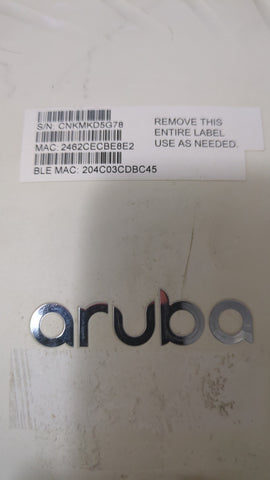 S/N: CNKMKD5G78
MAC: 2462CECBE8E2
BLE MAC: 204C03CDBC45
REMOVE THIS
ENTIRE LABEL
USE AS NEEDED.
aruba